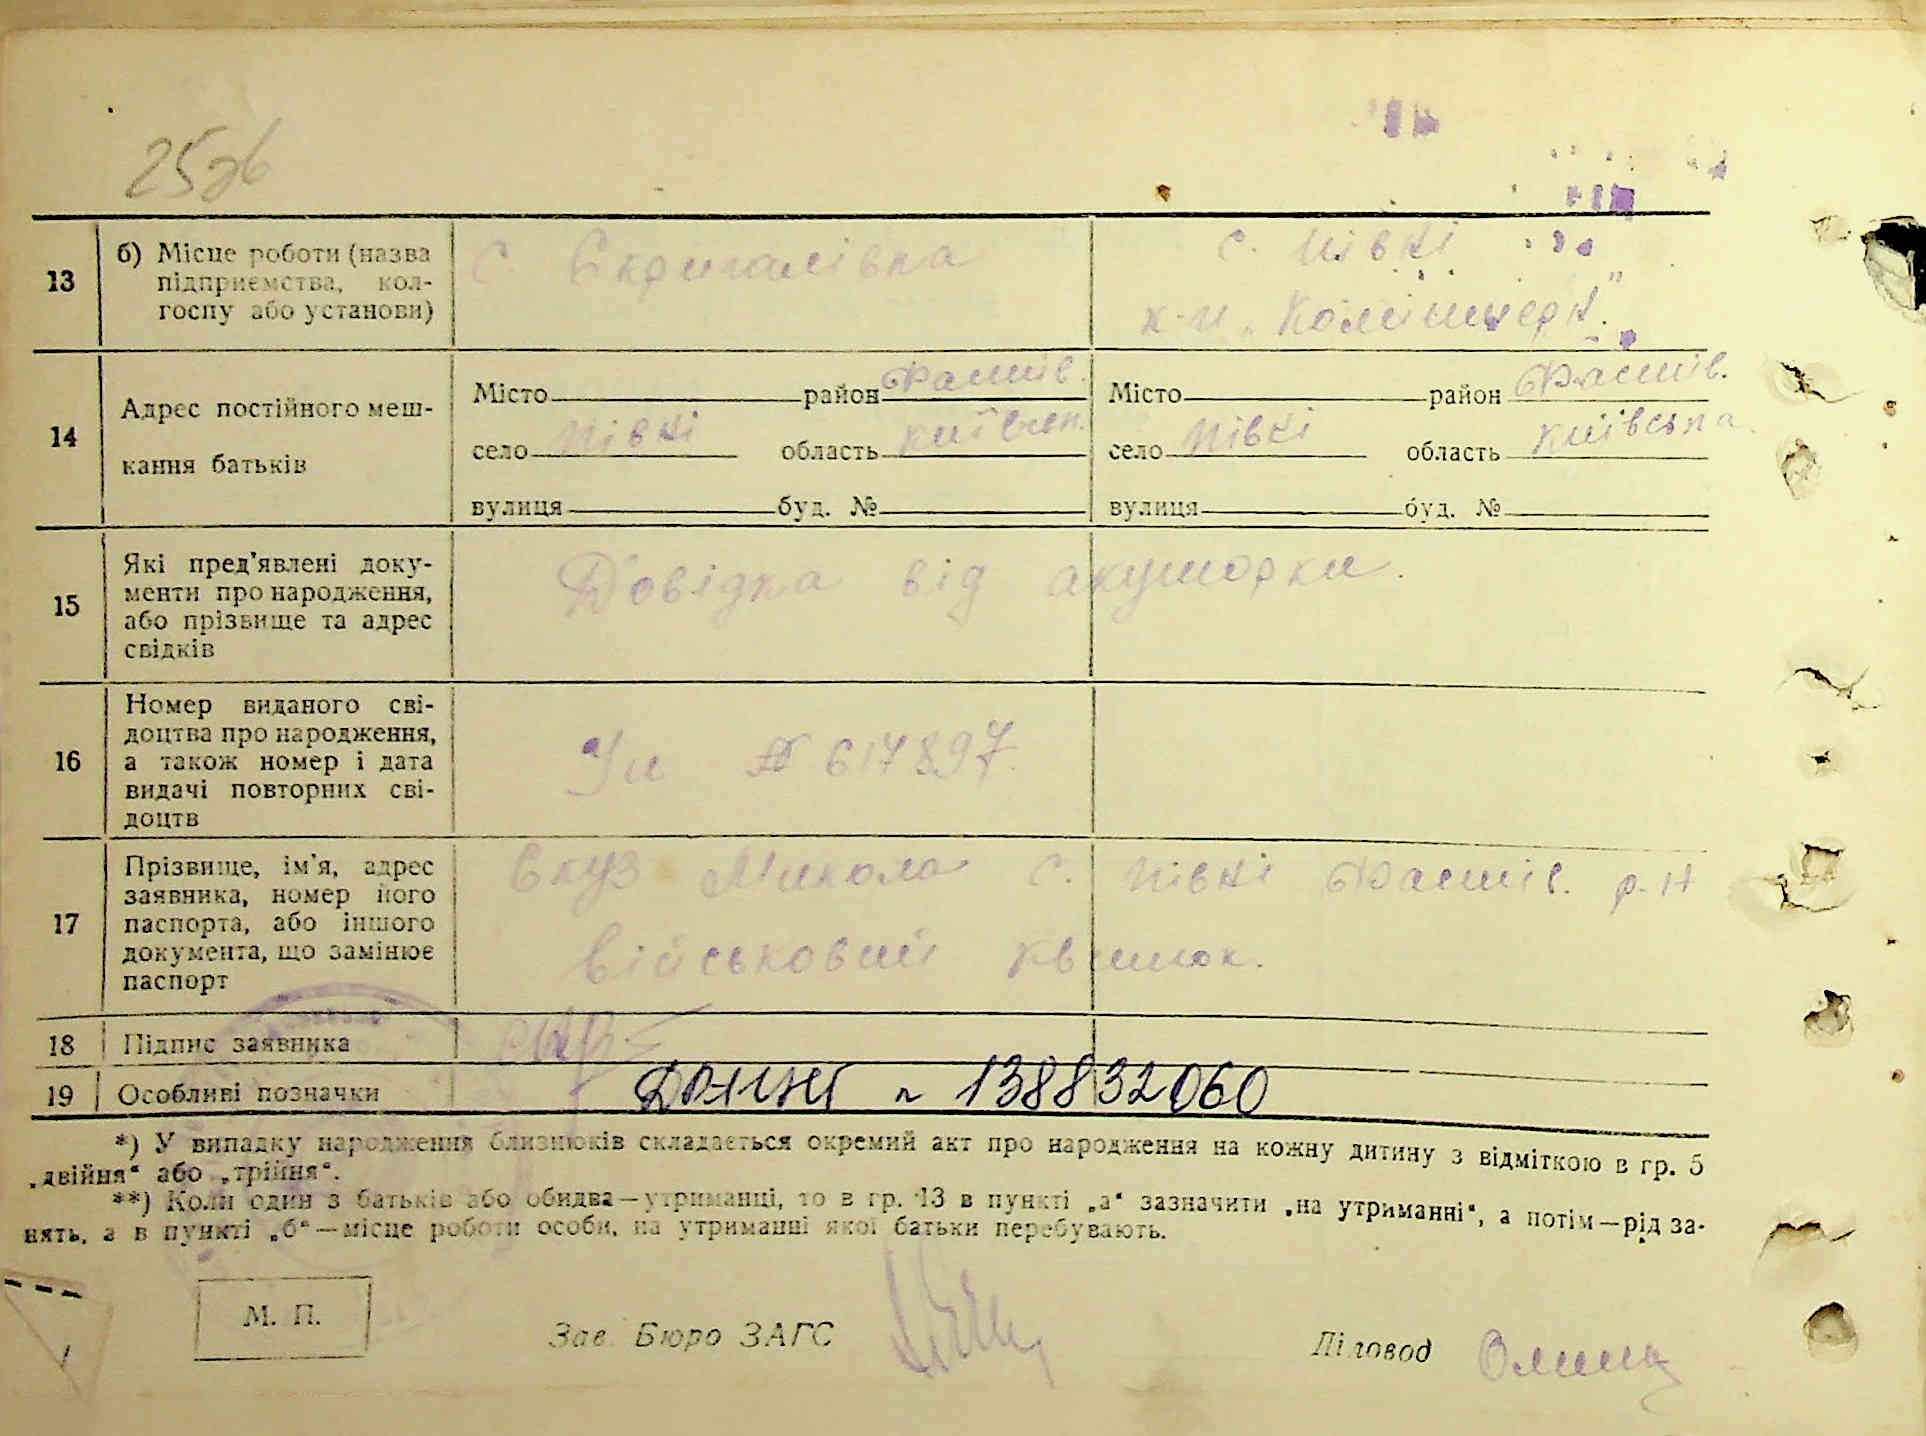 25зв
13
б) Місце роботи (назва
підприємства, кол-
госпу або установи)
с Скригалівка
с. Півні
к-п „Комінтерн"
14
Адрес постійного меш-
кання батьків
Місто район Фастів.
село Півні область Київськ.
вулиця буд. №
Місто район Фастів.
село Півні область Київська
вулиця буд. №
15
Які пред'явлені доку-
менти про народження,
або прізвище та адрес
свідків
Довідка від акушорки.
16
Номер виданого сві-
доцтва про народження,
а також номер і дата
видачі повторних сві-
доцтв
№ 617897.
17
Прізвище, ім'я, адрес
заявника, номер його
паспорта, або іншого
документа, що замінює
паспорт
Микола с. Півні Фастів. р-н
військовий квиток.
18
Підпис заявника
19
Особливі позначки
138832060
*) У випадку народження близнюків складається окремий акт про народження на кожну дитину з відміткою в гр. 5
„двійня“ або „трійня“.
**) Коли один з батьків або обидва—утриманці, то в гр. 13 в пункті „а“ зазначити „на утриманні“, а потім—рід за-
нять, а в пункті „б“—місце роботи особи, на утриманні якої батьки перебувають.
М. П.
Зав. Бюро ЗАГС
Діловод